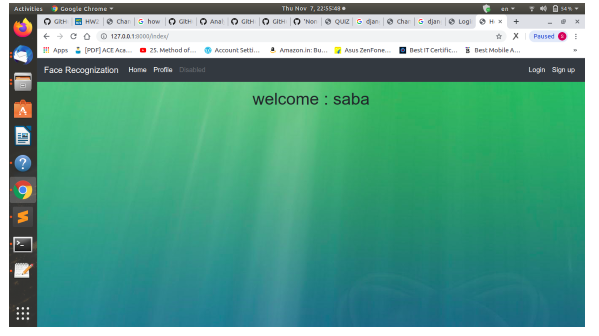 Activities Google Chrome ▾ Thu Nov 7, 22:55:48 ● en ▾ 54% ▾
GitH HW: Char how GitH Anal GitH GitH 'Non QUIZ djan Char djan Logi H × +
127.0.0.1:8000/index/ Paused
Apps [PDF] ACE Aca... 25. Method of... Account Setti... Amazon.in: Bu... Asus ZenFone... Best IT Certific... Best Mobile A... »
Face Recognization Home Profile Disabled Login Sign up
welcome : saba